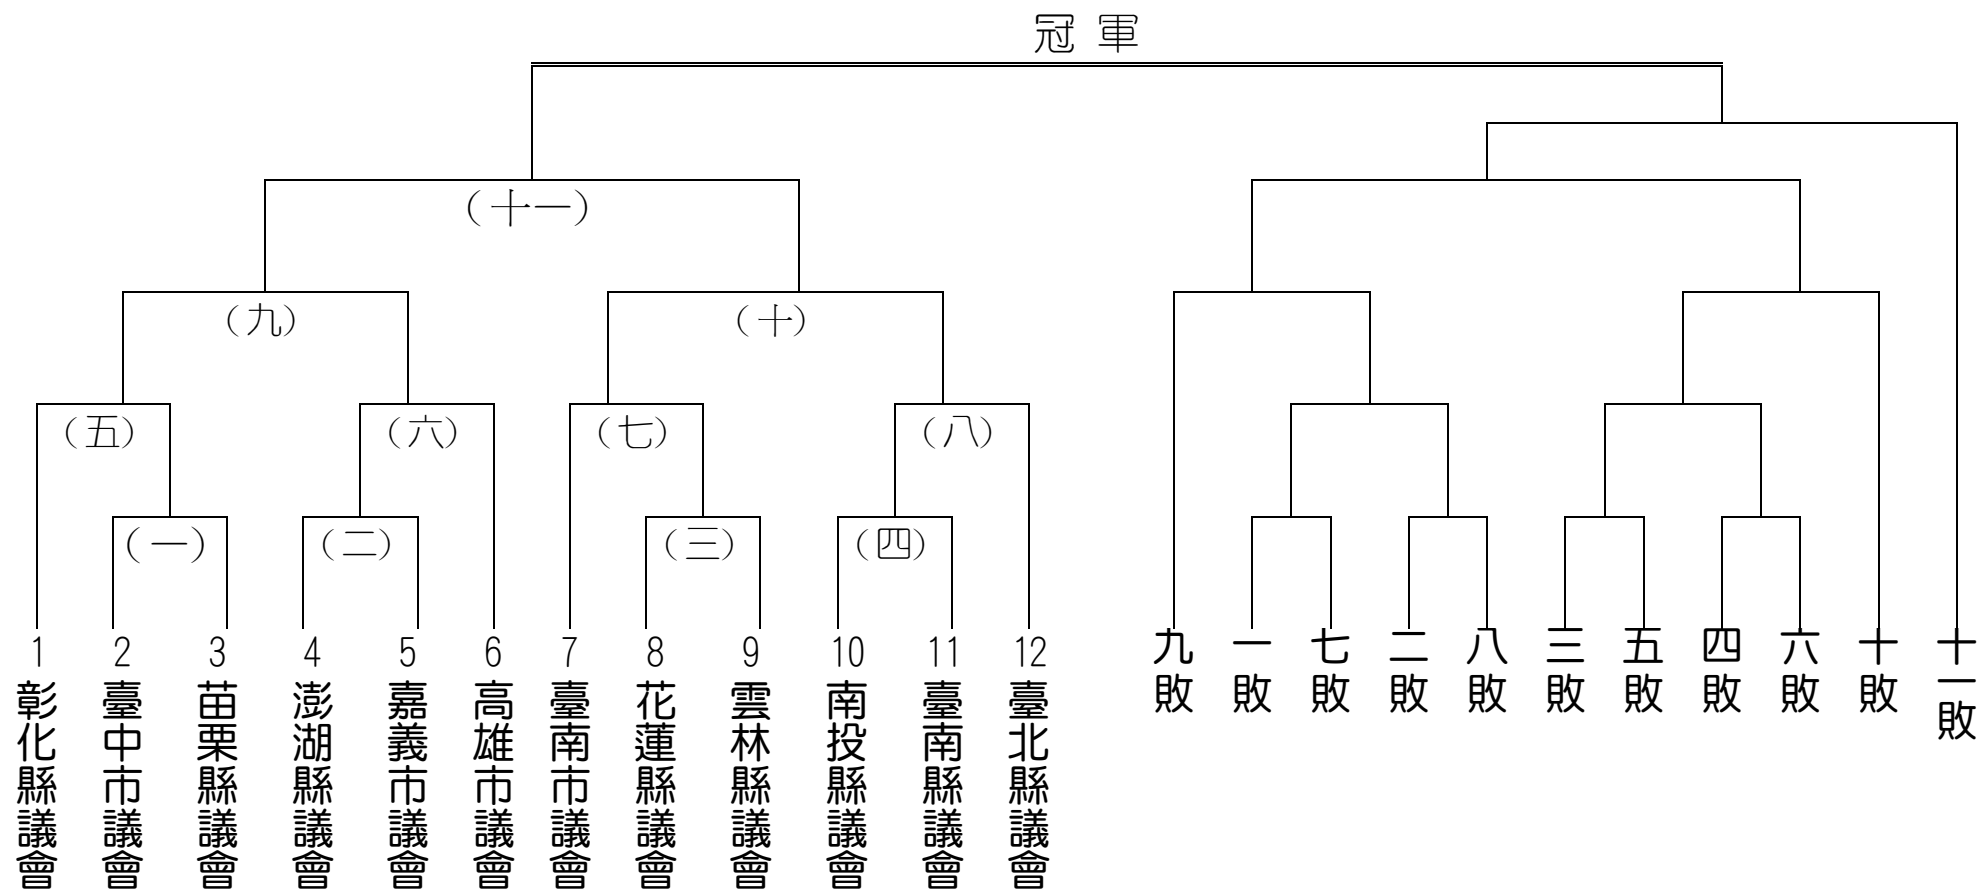 冠軍
（十一）
（九）
（十）
（五）
（六）
（七）
（八）
（一）
（二）
（三）
（四）
1
彰化縣議會
2
臺中市議會
3
苗栗縣議會
4
澎湖縣議會
5
嘉義市議會
6
高雄市議會
7
臺南市議會
8
花蓮縣議會
9
雲林縣議會
10
南投縣議會
11
臺南縣議會
12
臺北縣議會
九敗
一敗
七敗
二敗
八敗
三敗
五敗
四敗
六敗
十敗
十一敗